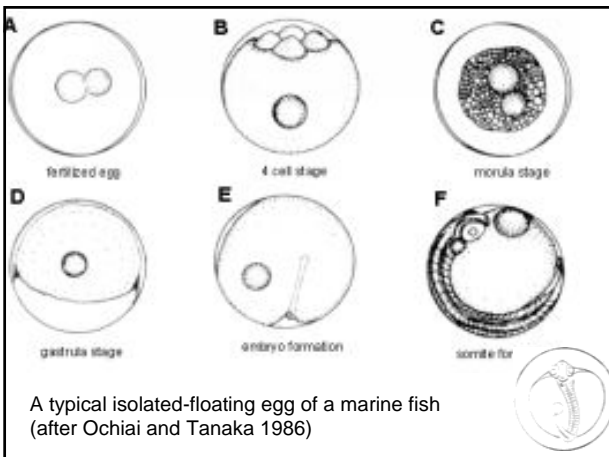 A
B
C
fertilized egg
4 cell stage
morula stage
D
E
F
gastrula stage
embryo formation
somite for
A typical isolated-floating egg of a marine fish
(after Ochiai and Tanaka 1986)